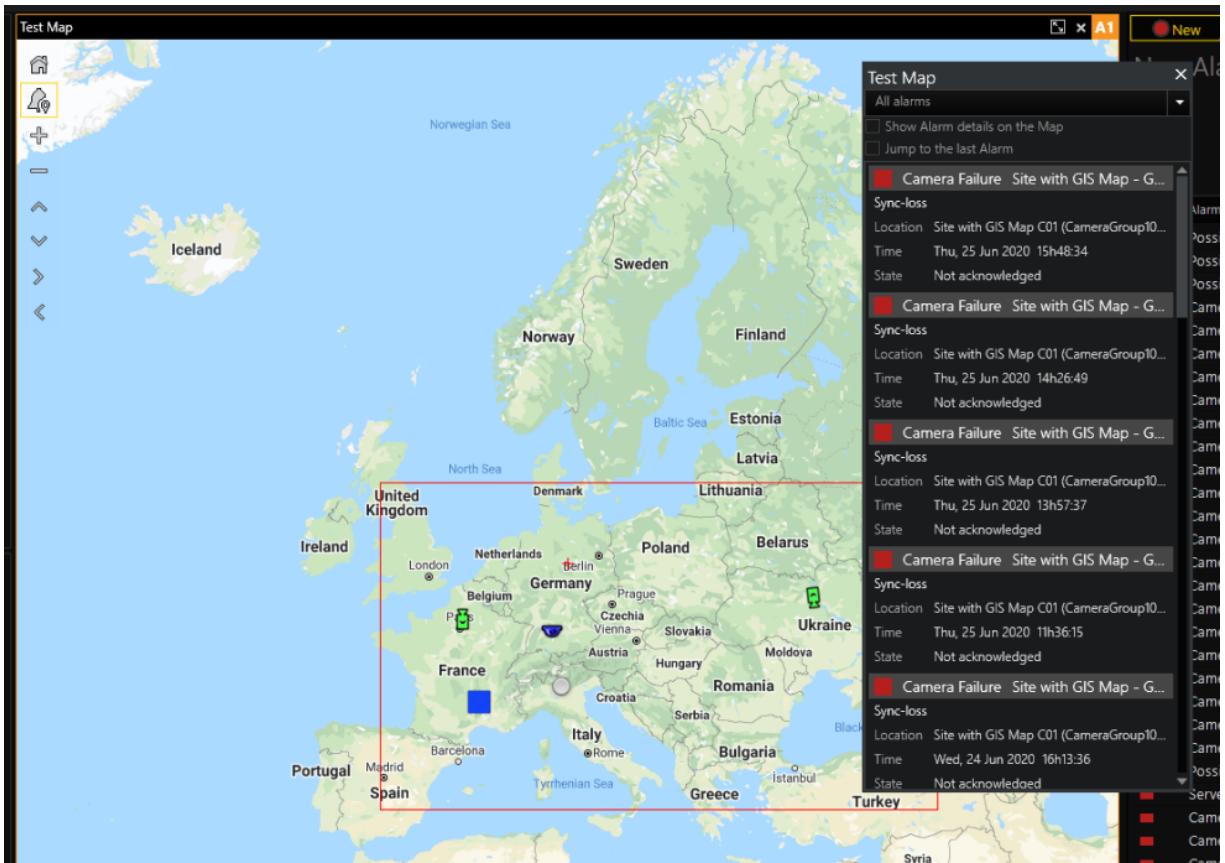 Test Map
A1
New
Norwegian Sea
Iceland
Sweden
Norway
Finland
Estonia
Baltic Sea
Latvia
North Sea
Denmark
Lithuania
United
Kingdom
Ireland
Netherlands
Poland
Belarus
London
Berlin
Germany
Belgium
Prague
Czechia
Ukraine
Vienna
Slovakia
Austria
Moldova
Hungary
France
Romania
Croatia
Serbia
Italy
Rome
Bulgaria
Barcelona
Istanbul
Portugal
Madrid
Spain
Tyrrhenian Sea
Greece
Turkey
Syria
Black
Test Map
All alarms
Show Alarm details on the Map
Jump to the last Alarm
Camera Failure Site with GIS Map - G...
Sync-loss
Location Site with GIS Map C01 (CameraGroup10...
Time Thu, 25 Jun 2020 15h48:34
State Not acknowledged
Camera Failure Site with GIS Map - G...
Sync-loss
Location Site with GIS Map C01 (CameraGroup10...
Time Thu, 25 Jun 2020 14h26:49
State Not acknowledged
Camera Failure Site with GIS Map - G...
Sync-loss
Location Site with GIS Map C01 (CameraGroup10...
Time Thu, 25 Jun 2020 13h57:37
State Not acknowledged
Camera Failure Site with GIS Map - G...
Sync-loss
Location Site with GIS Map C01 (CameraGroup10...
Time Thu, 25 Jun 2020 11h36:15
State Not acknowledged
Camera Failure Site with GIS Map - G...
Sync-loss
Location Site with GIS Map C01 (CameraGroup10...
Time Wed, 24 Jun 2020 16h13:36
State Not acknowledged